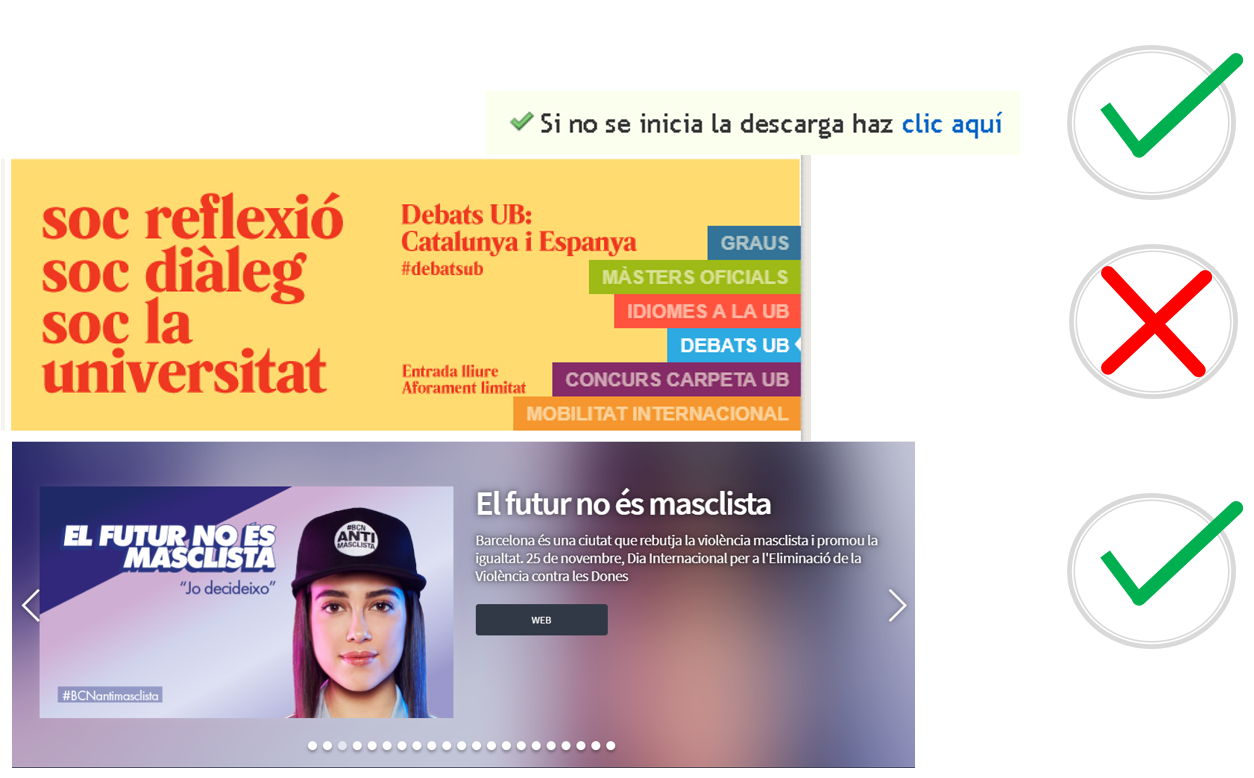 Si no se inicia la descarga haz clic aquí
soc reflexió
soc diàleg
soc la
universitat
Debats UB:
Catalunya i Espanya
#debatsub
Entrada lliure
Aforament limitat
GRAUS
MÀSTERS OFICIALS
IDIOMES A LA UB
DEBATS UB
CONCURS CARPETA UB
MOBILITAT INTERNACIONAL
EL FUTUR NO ÉS
MASCLISTA
"Jo decideixo"
#BCN
ANTI
MASCLISTA
#BCNantimasclista
El futur no és masclista
Barcelona és una ciutat que rebutja la violència masclista i promou la
igualtat. 25 de novembre, Dia Internacional per a l'Eliminació de la
Violència contra les Dones
WEB